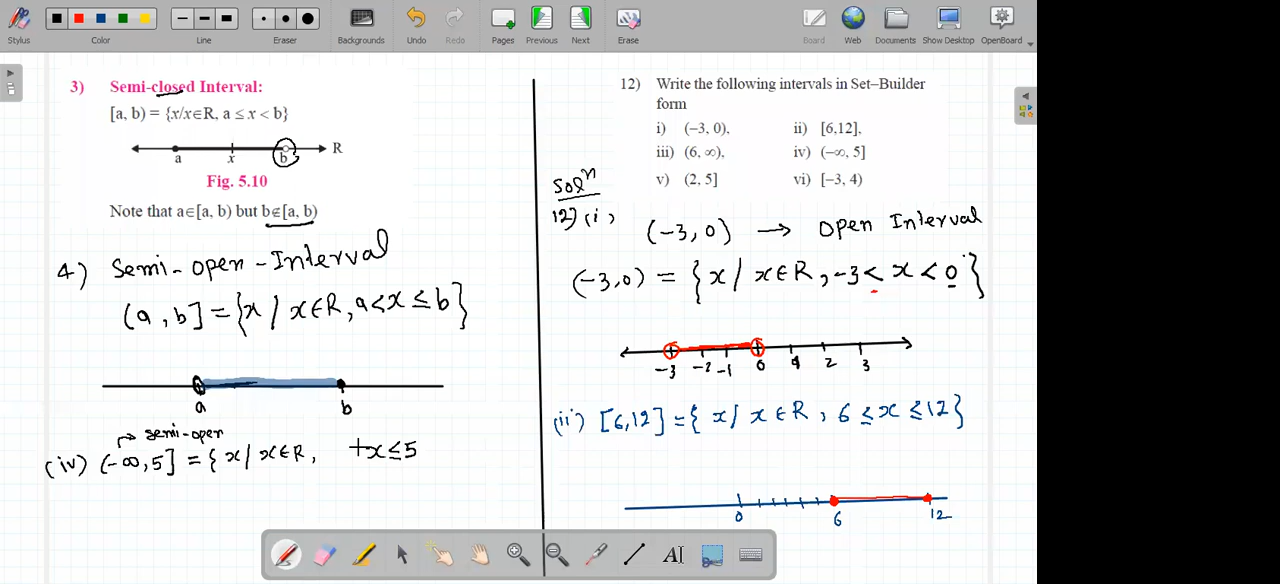 Stylus
Color
Line
Eraser
Backgrounds
Undo
Redo
Pages
Previous
Next
Erase
Board
Web
Documents
Show Desktop
OpenBoard
3) Semi-closed Interval:
[a, b) = {x/x∈R, a ≤ x < b}
a x b R
Fig. 5.10
Note that a∈[a, b) but b∉[a, b)
4) Semi-open-Interval
(a, b] = {x / x∈R, a<x≤b}
a b
→ semi-open
(iv) (-∞, 5] = { x / x∈R, x≤5
12) Write the following intervals in Set–Builder
form
i) (−3, 0), ii) [6,12],
iii) (6, ∞), iv) (−∞, 5]
v) (2, 5] vi) [−3, 4)
Solⁿ
12) (i)
(-3, 0) → Open Interval
(-3, 0) = { x / x∈R, -3 < x < 0 }
-3 -2 -1 0 1 2 3
(ii) [6,12] = { x / x∈R, 6 ≤ x ≤ 12 }
0 6 12
A